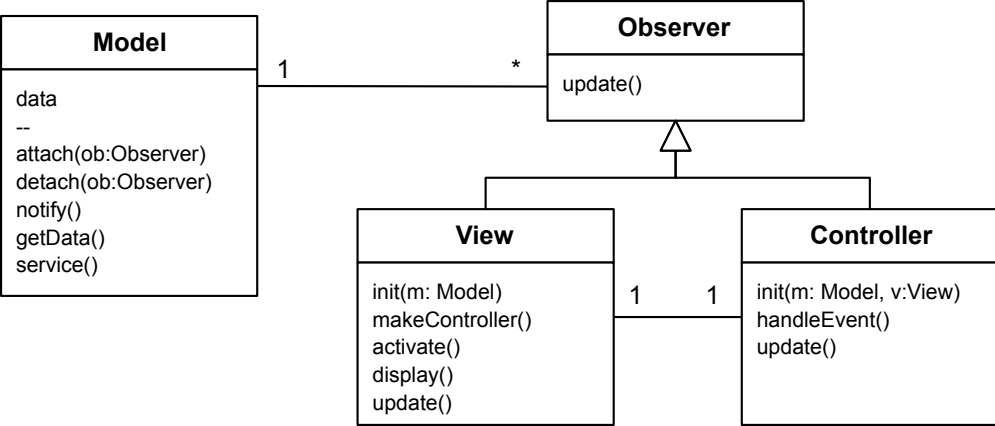 Model
data
--
attach(ob:Observer)
detach(ob:Observer)
notify()
getData()
service()
1
*
Observer
update()
View
init(m: Model)
makeController()
activate()
display()
update()
1
1
Controller
init(m: Model, v:View)
handleEvent()
update()